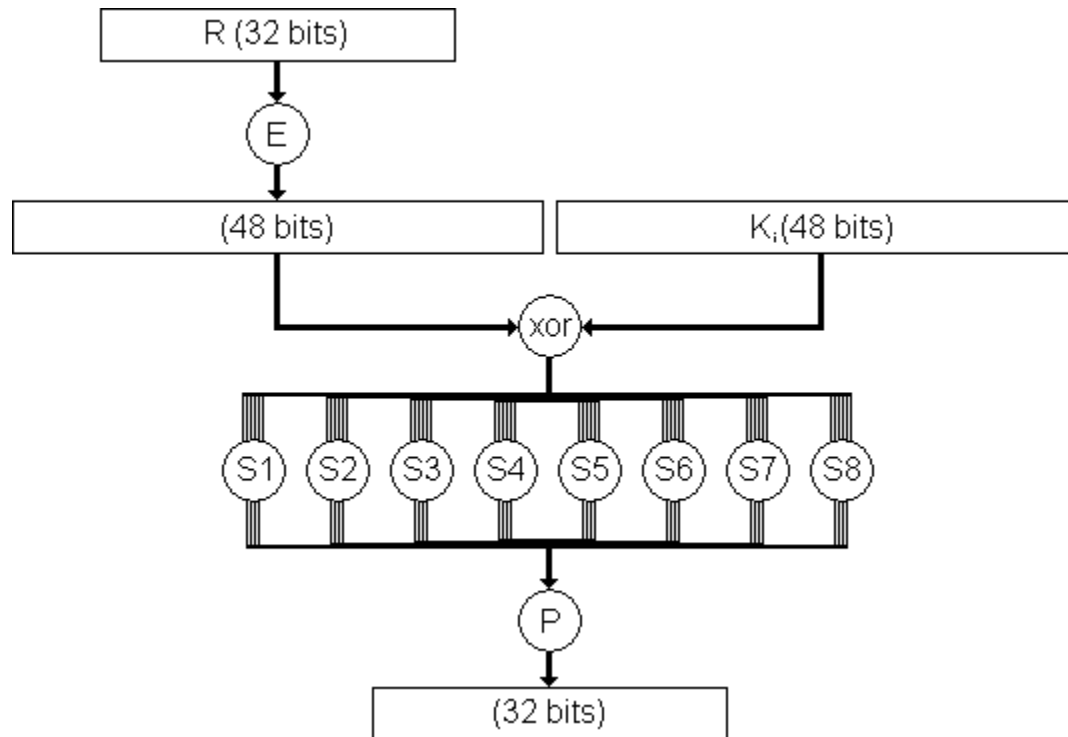 R (32 bits)
E
(48 bits)
Ki(48 bits)
xor
S1 S2 S3 S4 S5 S6 S7 S8
P
(32 bits)